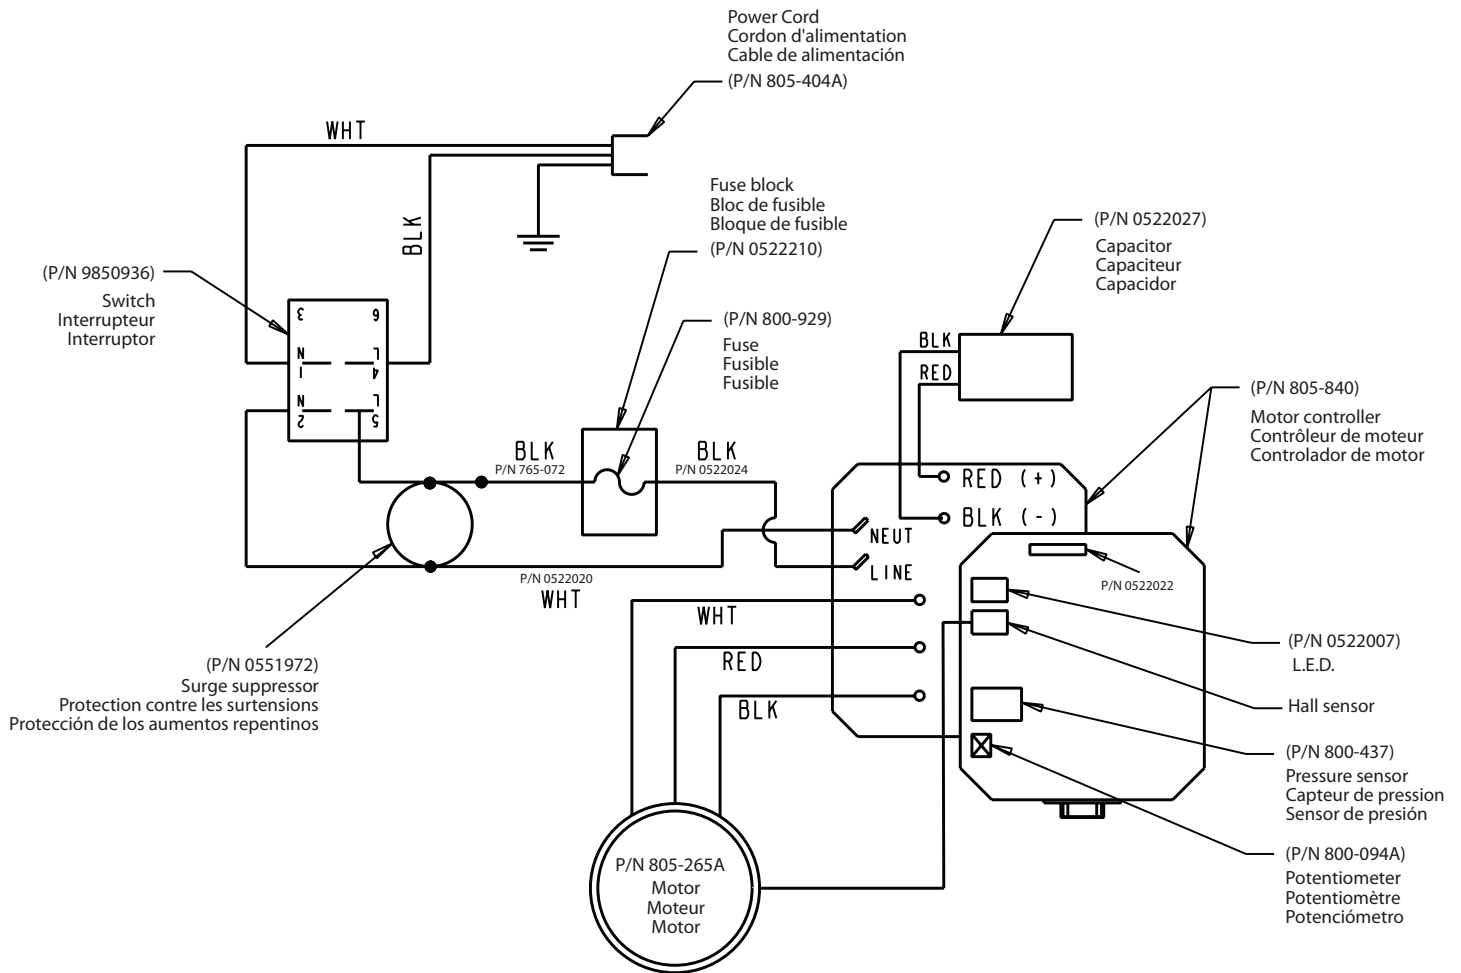 Power Cord
Cordon d'alimentation
Cable de alimentación
(P/N 805-404A)
WHT
BLK
Fuse block
Bloc de fusible
Bloque de fusible
(P/N 0522210)
(P/N 0522027)
Capacitor
Capaciteur
Capacidor
(P/N 9850936)
Switch
Interrupteur
Interruptor
3 6
N L
1 4
N L
2 5
(P/N 800-929)
Fuse
Fusible
Fusible
BLK
RED
(P/N 805-840)
Motor controller
Contrôleur de moteur
Controlador de motor
BLK
P/N 765-072
BLK
P/N 0522024
RED (+)
BLK (-)
NEUT
LINE
P/N 0522022
P/N 0522020
WHT
WHT
RED
BLK
(P/N 0551972)
Surge suppressor
Protection contre les surtensions
Protección de los aumentos repentinos
(P/N 0522007)
L.E.D.
Hall sensor
(P/N 800-437)
Pressure sensor
Capteur de pression
Sensor de presión
(P/N 800-094A)
Potentiometer
Potentiomètre
Potenciómetro
P/N 805-265A
Motor
Moteur
Motor